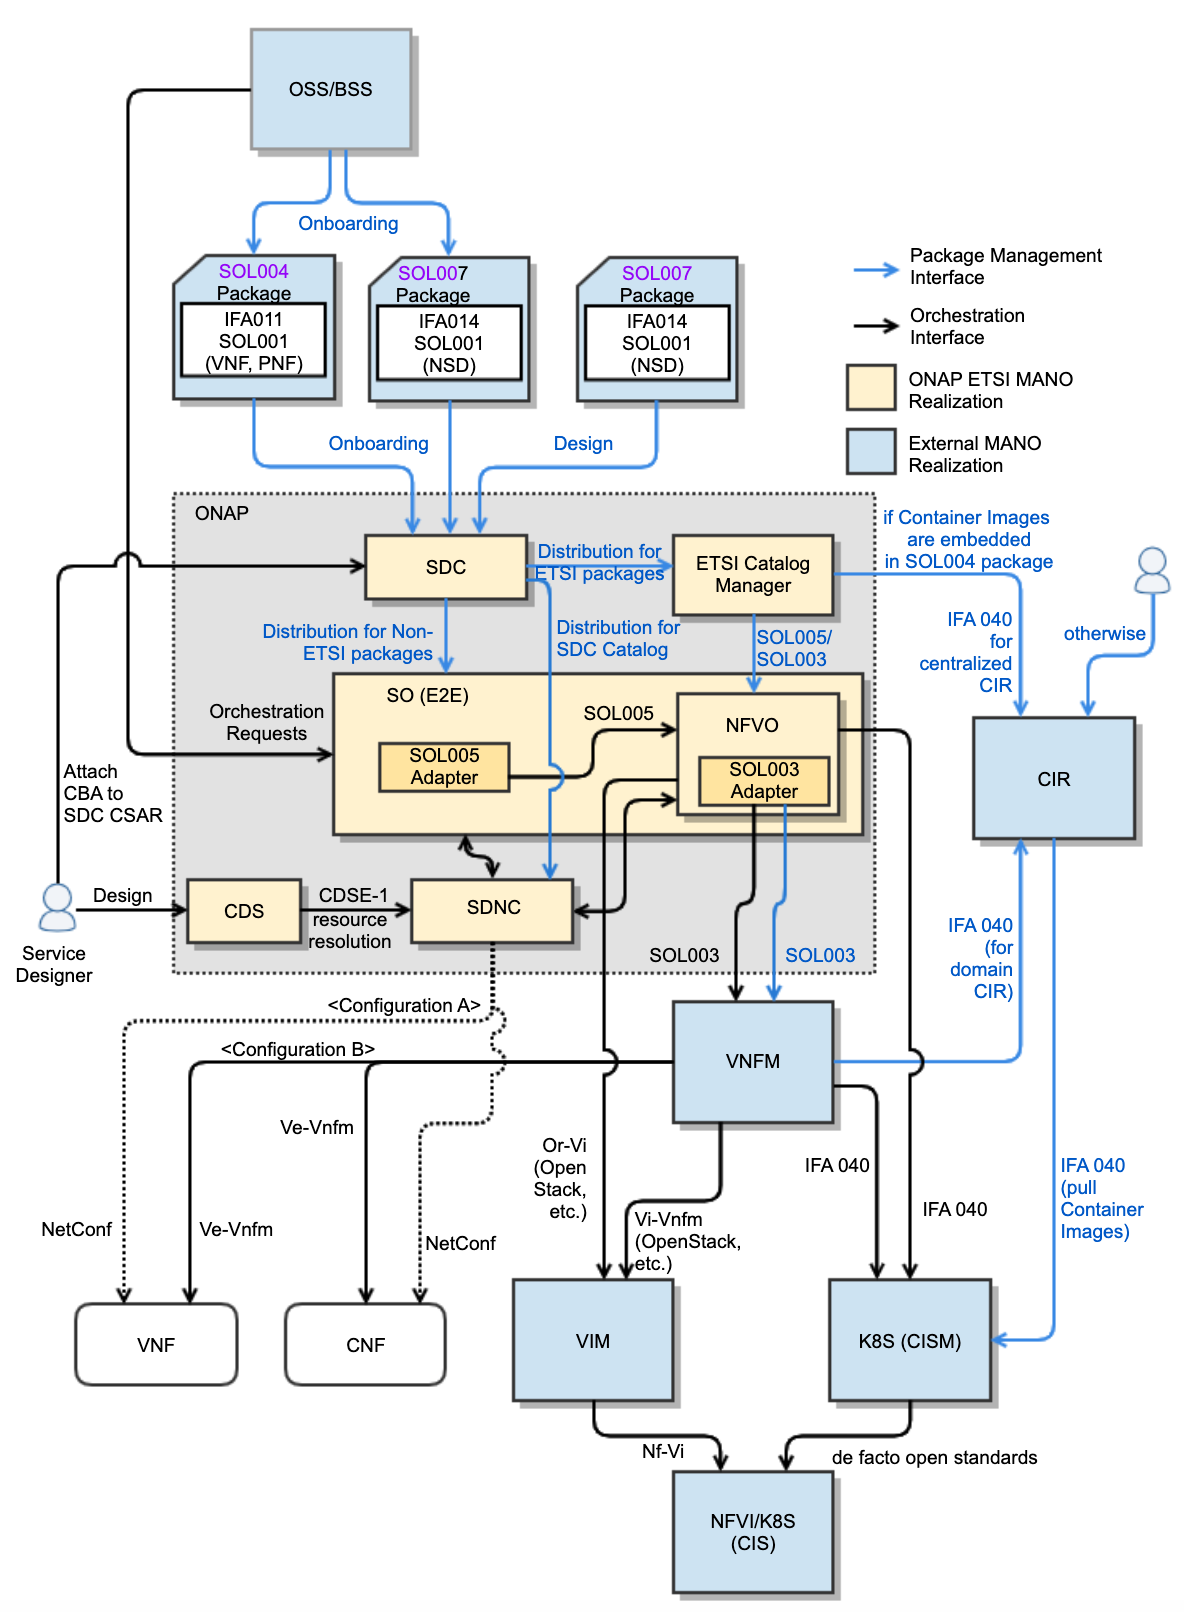 OSS/BSS
Onboarding
SOL004
Package
IFA011
SOL001
(VNF, PNF)
SOL007
Package
IFA014
SOL001
(NSD)
SOL007
Package
IFA014
SOL001
(NSD)
Package Management
Interface
Orchestration
Interface
ONAP ETSI MANO
Realization
External MANO
Realization
Onboarding
Design
ONAP
SDC
Distribution for
ETSI packages
ETSI Catalog
Manager
if Container Images
are embedded
in SOL004 package
Distribution for Non-
ETSI packages
Distribution for
SDC Catalog
SOL005/
SOL003
IFA 040
for
centralized
CIR
otherwise
SO (E2E)
Orchestration
Requests
SOL005
NFVO
SOL005
Adapter
SOL003
Adapter
CIR
Attach
CBA to
SDC CSAR
Design
CDS
CDSE-1
resource
resolution
SDNC
Service
Designer
SOL003
SOL003
IFA 040
(for
domain
CIR)
<Configuration A>
<Configuration B>
VNFM
Ve-Vnfm
Or-Vi
(Open
Stack,
etc.)
IFA 040
IFA 040
(pull
Container
Images)
NetConf
Ve-Vnfm
NetConf
Vi-Vnfm
(OpenStack,
etc.)
IFA 040
VNF
CNF
VIM
K8S (CISM)
Nf-Vi
de facto open standards
NFVI/K8S
(CIS)